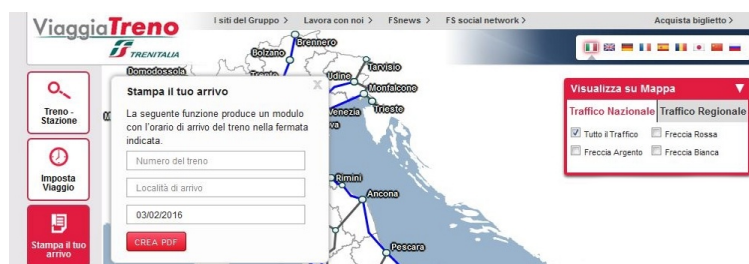 ViaggiaTreno
TRENITALIA
I siti del Gruppo > Lavora con noi > FSnews > FS social network > Acquista biglietto >
Treno -
Stazione
Imposta
Viaggio
Stampa il tuo
arrivo
Stampa il tuo arrivo X
La seguente funzione produce un modulo
con l'orario di arrivo del treno nella fermata
indicata.
Numero del treno
Località di arrivo
03/02/2016
CREA PDF
Brennero
Bolzano
Domodossola
Trento
Udine
Tarvisio
Monfalcone
Venezia
Trieste
Rimini
Ancona
Pescara
Visualizza su Mappa
Traffico Nazionale Traffico Regionale
Tutto il Traffico Freccia Rossa
Freccia Argento Freccia Bianca